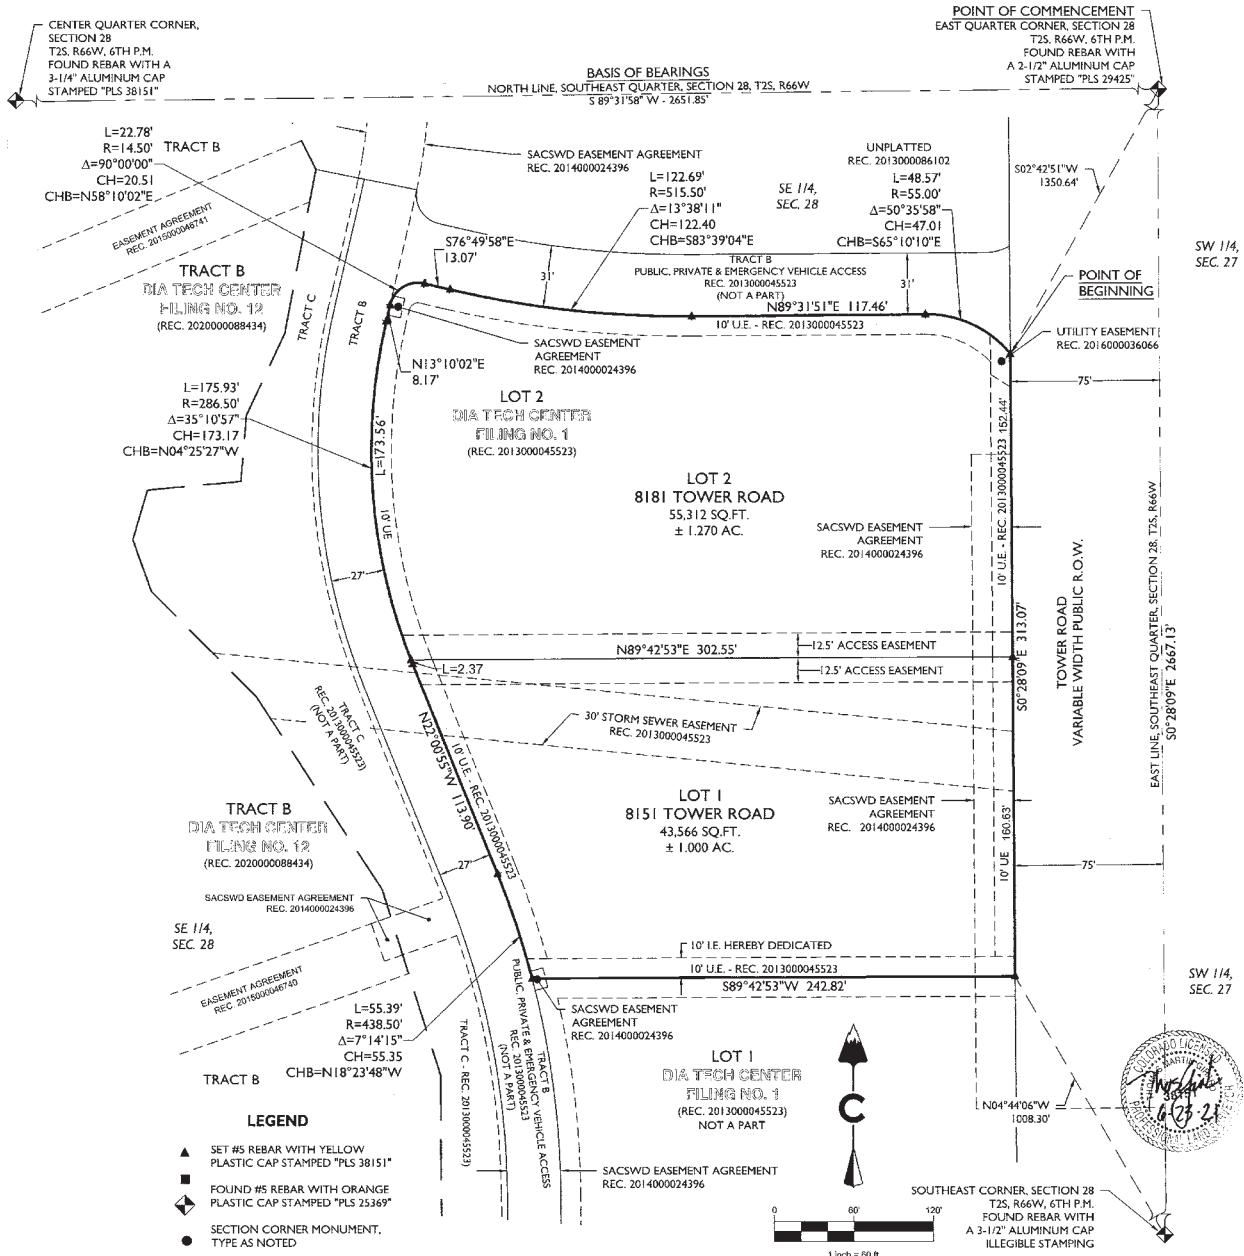 CENTER QUARTER CORNER,
SECTION 28
T2S, R66W, 6TH P.M.
FOUND REBAR WITH A
3-1/4" ALUMINUM CAP
STAMPED "PLS 38151"
POINT OF COMMENCEMENT
EAST QUARTER CORNER, SECTION 28
T2S, R66W, 6TH P.M.
FOUND REBAR WITH
A 2-1/2" ALUMINUM CAP
STAMPED "PLS 29425"
BASIS OF BEARINGS
NORTH LINE, SOUTHEAST QUARTER, SECTION 28, T2S, R66W
S 89°31'58" W - 2651.85'
L=22.78'
R=14.50'
Δ=90°00'00"
CH=20.51
CHB=N58°10'02"E
TRACT B
EASEMENT AGREEMENT
REC. 2015000046741
SACSWD EASEMENT AGREEMENT
REC. 2014000024396
L=122.69'
R=515.50'
Δ=13°38'11"
CH=122.40
CHB=S83°39'04"E
SE 1/4,
SEC. 28
UNPLATTED
REC. 2013000086102
L=48.57'
R=55.00'
Δ=50°35'58"
CH=47.01
CHB=S65°10'10"E
S02°42'51"W
1350.64'
SW 1/4,
SEC. 27
S76°49'58"E
13.07'
31'
TRACT B
PUBLIC, PRIVATE & EMERGENCY VEHICLE ACCESS
REC. 2013000045523
(NOT A PART)
31'
POINT OF
BEGINNING
TRACT B
DIA TECH CENTER
FILING NO. 12
(REC. 2020000088434)
TRACT C
TRACT B
N89°31'51"E 117.46'
10' U.E. - REC. 2013000045523
UTILITY EASEMENT
REC. 2016000036066
SACSWD EASEMENT
AGREEMENT
REC. 2014000024396
N13°10'02"E
8.17'
75'
L=175.93'
R=286.50'
Δ=35°10'57"
CH=173.17
CHB=N04°25'27"W
L=173.56'
LOT 2
DIA TECH CENTER
FILING NO. 1
(REC. 2013000045523)
LOT 2
8181 TOWER ROAD
55,312 SQ.FT.
± 1.270 AC.
10' UE
SACSWD EASEMENT
AGREEMENT
REC. 2014000024396
10' U.E. - REC. 2013000045523 152.44'
S0°28'09"E 313.07'
TOWER ROAD
VARIABLE WIDTH PUBLIC R.O.W.
EAST LINE, SOUTHEAST QUARTER, SECTION 28, T2S, R66W
S0°28'09"E 2667.13'
27'
N89°42'53"E 302.55'
12.5' ACCESS EASEMENT
12.5' ACCESS EASEMENT
L=2.37
TRACT C
REC. 2013000045523
(NOT A PART)
30' STORM SEWER EASEMENT
REC. 2013000045523
N22°00'55"W 113.90'
10' U.E. - REC. 2013000045523
LOT 1
8151 TOWER ROAD
43,566 SQ.FT.
± 1.000 AC.
SACSWD EASEMENT
AGREEMENT
REC. 2014000024396
10' UE 160.63'
75'
TRACT B
DIA TECH CENTER
FILING NO. 12
(REC. 2020000088434)
27'
SACSWD EASEMENT AGREEMENT
REC. 2014000024396
SE 1/4,
SEC. 28
EASEMENT AGREEMENT
REC. 2015000046740
10' I.E. HEREBY DEDICATED
10' U.E. - REC. 2013000045523
S89°42'53"W 242.82'
SW 1/4,
SEC. 27
L=55.39'
R=438.50'
Δ=7°14'15"
CH=55.35
CHB=N18°23'48"W
SACSWD EASEMENT
AGREEMENT
REC. 2014000024396
TRACT B
PUBLIC, PRIVATE & EMERGENCY VEHICLE ACCESS
REC. 2013000045523
(NOT A PART)
TRACT C - REC. 2013000045523)
(NOT A PART)
TRACT B
LOT 1
DIA TECH CENTER
FILING NO. 1
(REC. 2013000045523)
NOT A PART
C
N04°44'06"W
1008.30'
COLORADO LICENSED
MARTIN
38151
6-23-21
PROFESSIONAL LAND
LEGEND
SET #5 REBAR WITH YELLOW
PLASTIC CAP STAMPED "PLS 38151"
FOUND #5 REBAR WITH ORANGE
PLASTIC CAP STAMPED "PLS 25369"
SECTION CORNER MONUMENT,
TYPE AS NOTED
SACSWD EASEMENT AGREEMENT
REC. 2014000024396
SOUTHEAST CORNER, SECTION 28
T2S, R66W, 6TH P.M.
FOUND REBAR WITH
A 3-1/2" ALUMINUM CAP
ILLEGIBLE STAMPING
0 60' 120'
1 inch = 60 ft.